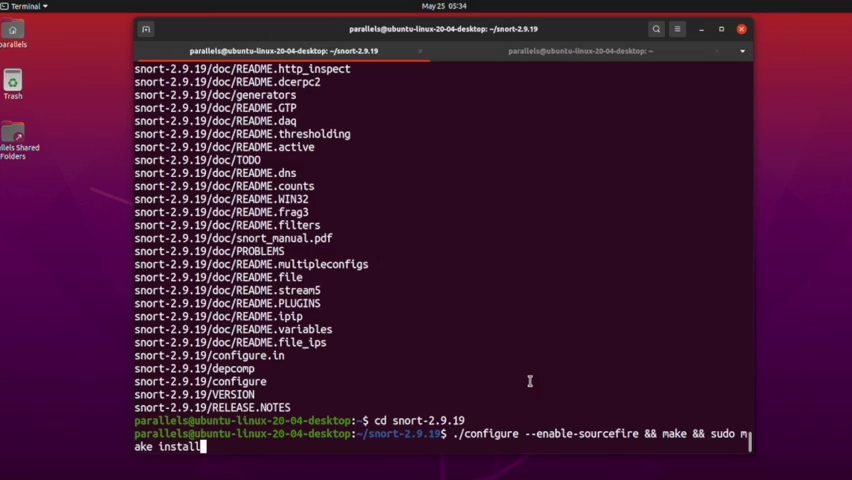 Terminal
May 25 05:34
parallels@ubuntu-linux-20-04-desktop: ~/snort-2.9.19
parallels@ubuntu-linux-20-04-desktop: ~/snort-2.9.19
parallels@ubuntu-linux-20-04-desktop: ~
parallels
Trash
llels Shared
Folders
snort-2.9.19/doc/README.http_inspect
snort-2.9.19/doc/README.dcerpc2
snort-2.9.19/doc/generators
snort-2.9.19/doc/README.GTP
snort-2.9.19/doc/README.daq
snort-2.9.19/doc/README.thresholding
snort-2.9.19/doc/README.active
snort-2.9.19/doc/TODO
snort-2.9.19/doc/README.dns
snort-2.9.19/doc/README.counts
snort-2.9.19/doc/README.WIN32
snort-2.9.19/doc/README.frag3
snort-2.9.19/doc/README.filters
snort-2.9.19/doc/snort_manual.pdf
snort-2.9.19/doc/PROBLEMS
snort-2.9.19/doc/README.multipleconfigs
snort-2.9.19/doc/README.file
snort-2.9.19/doc/README.stream5
snort-2.9.19/doc/README.PLUGINS
snort-2.9.19/doc/README.ipip
snort-2.9.19/doc/README.variables
snort-2.9.19/doc/README.file_ips
snort-2.9.19/configure.in
snort-2.9.19/depcomp
snort-2.9.19/configure
snort-2.9.19/VERSION
snort-2.9.19/RELEASE.NOTES
parallels@ubuntu-linux-20-04-desktop:~$ cd snort-2.9.19
parallels@ubuntu-linux-20-04-desktop:~/snort-2.9.19$ ./configure --enable-sourcefire && make && sudo m
ake install